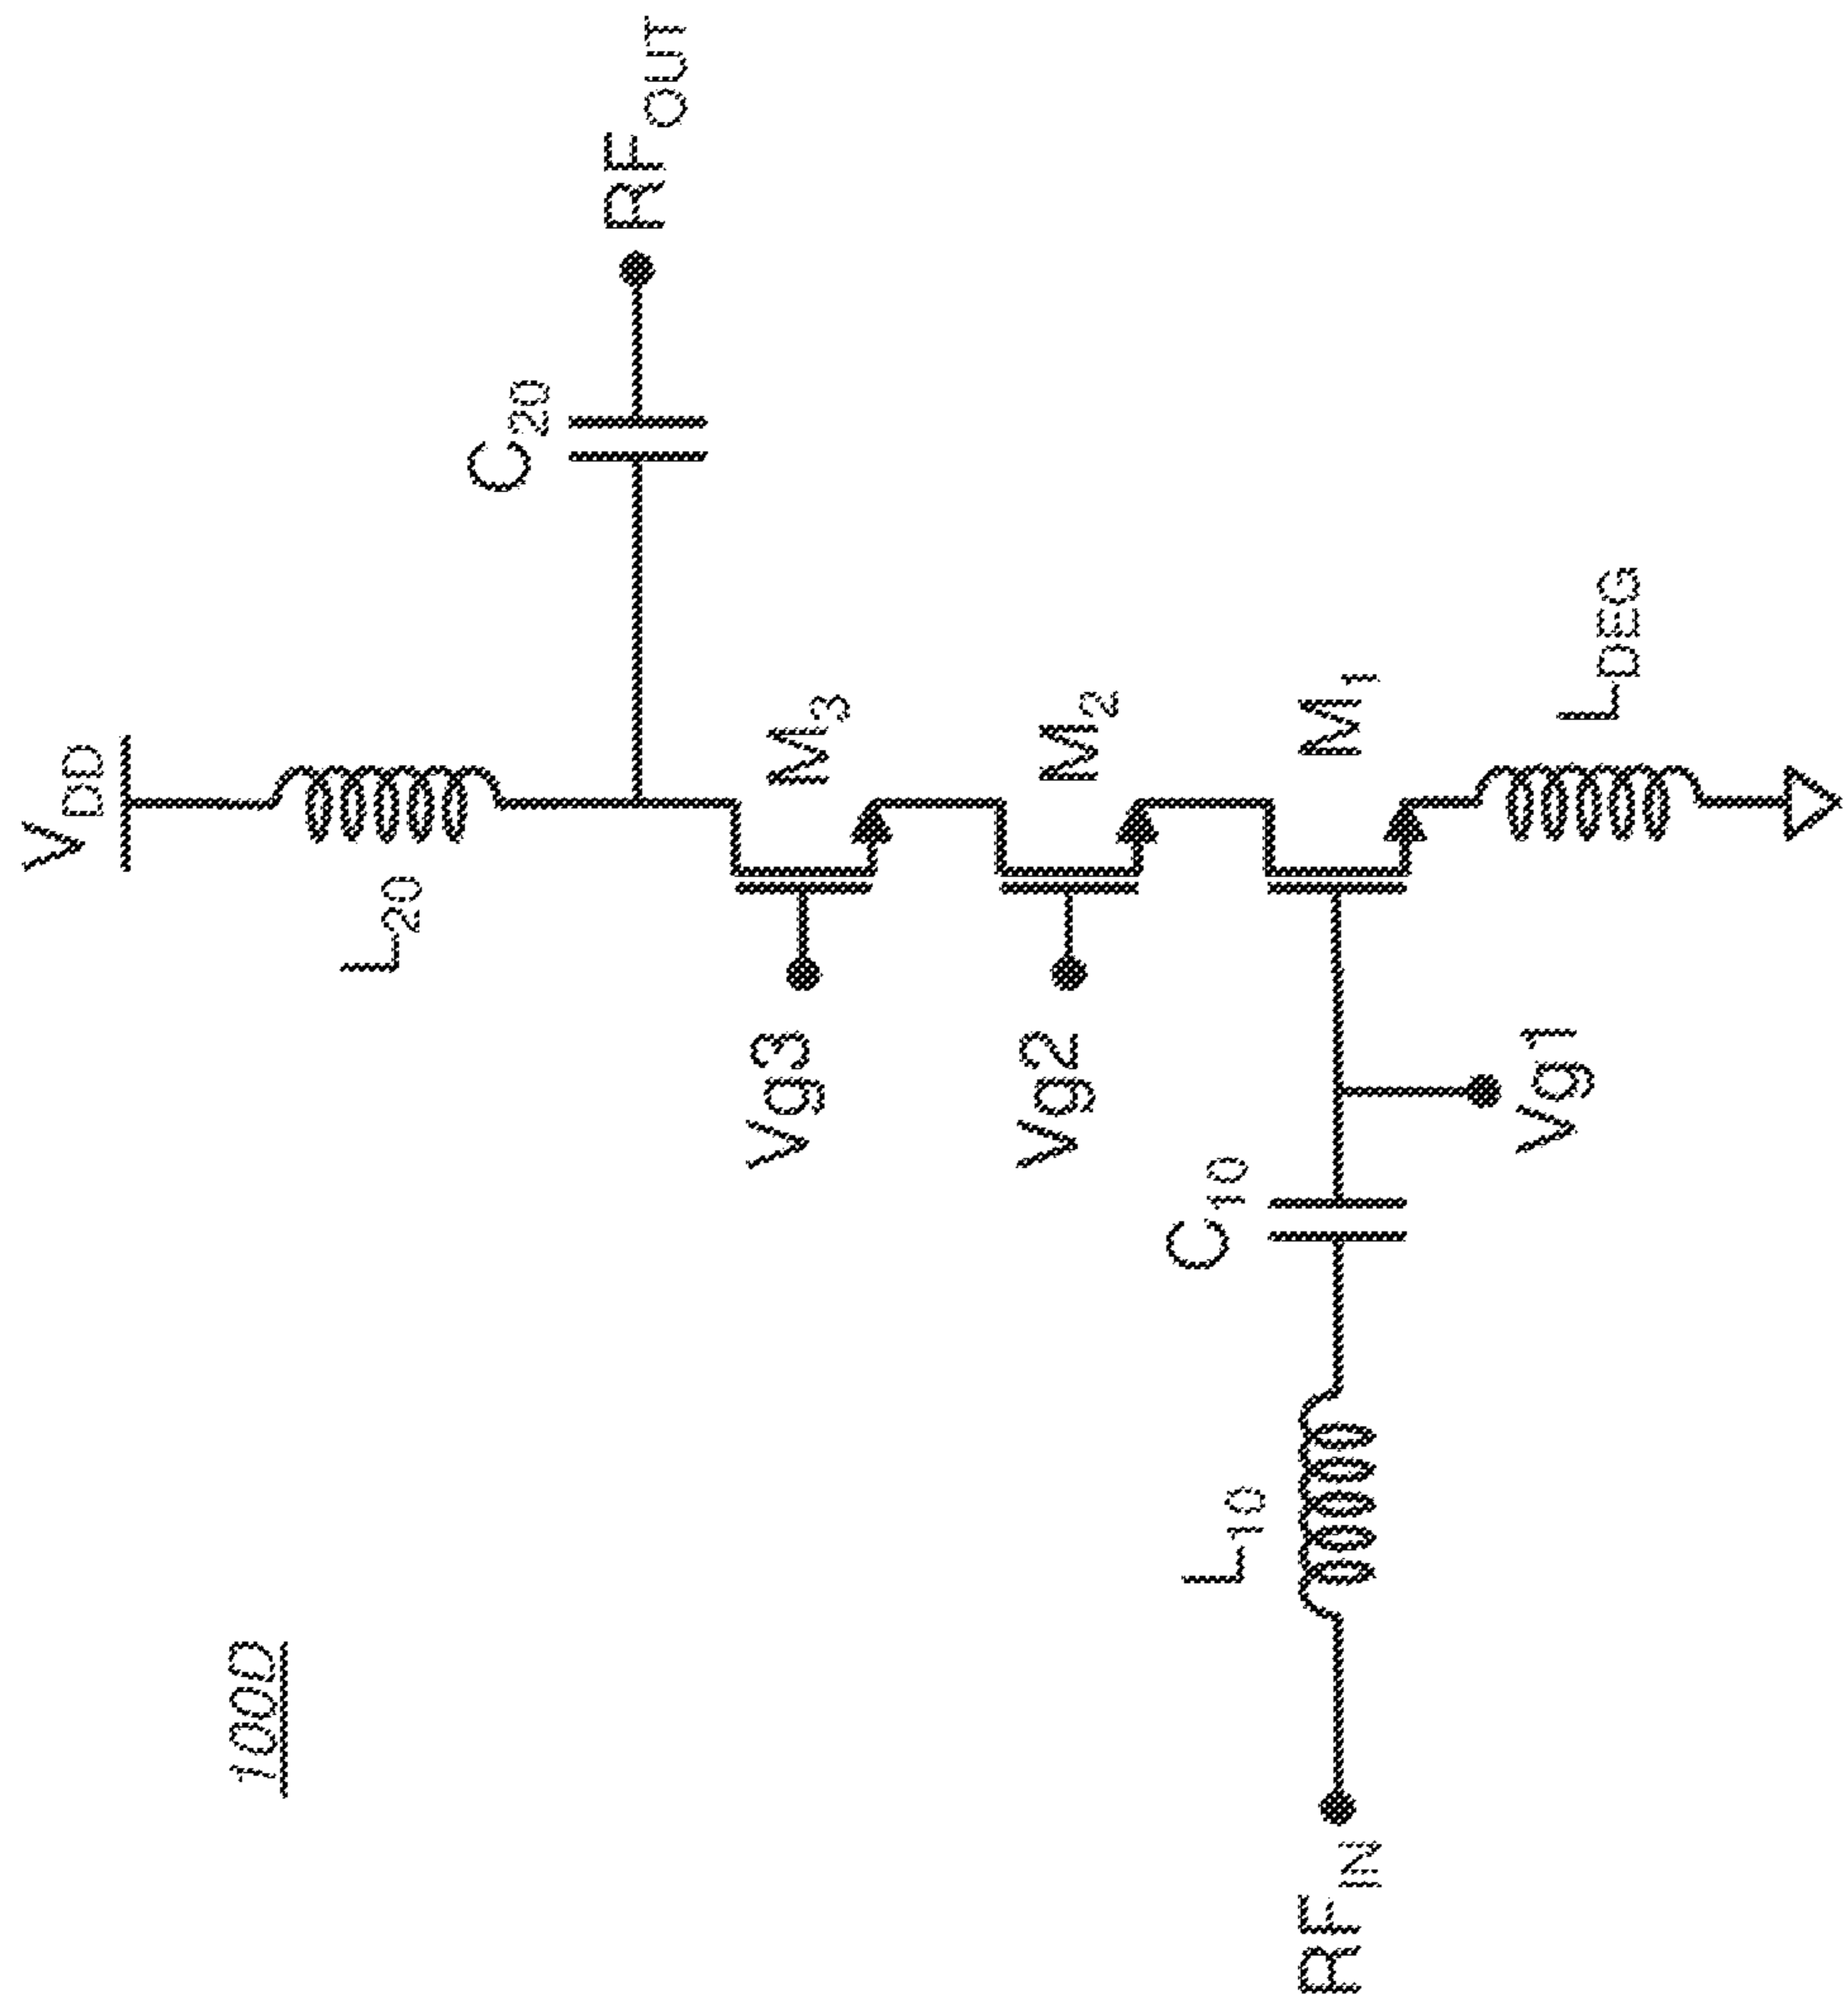 100D
V_DD
L_20
C_20
RF_OUT
Vg3
M_3
Vg2
M_2
M_1
RF_IN
L_10
C_10
Vg1
L_DEG